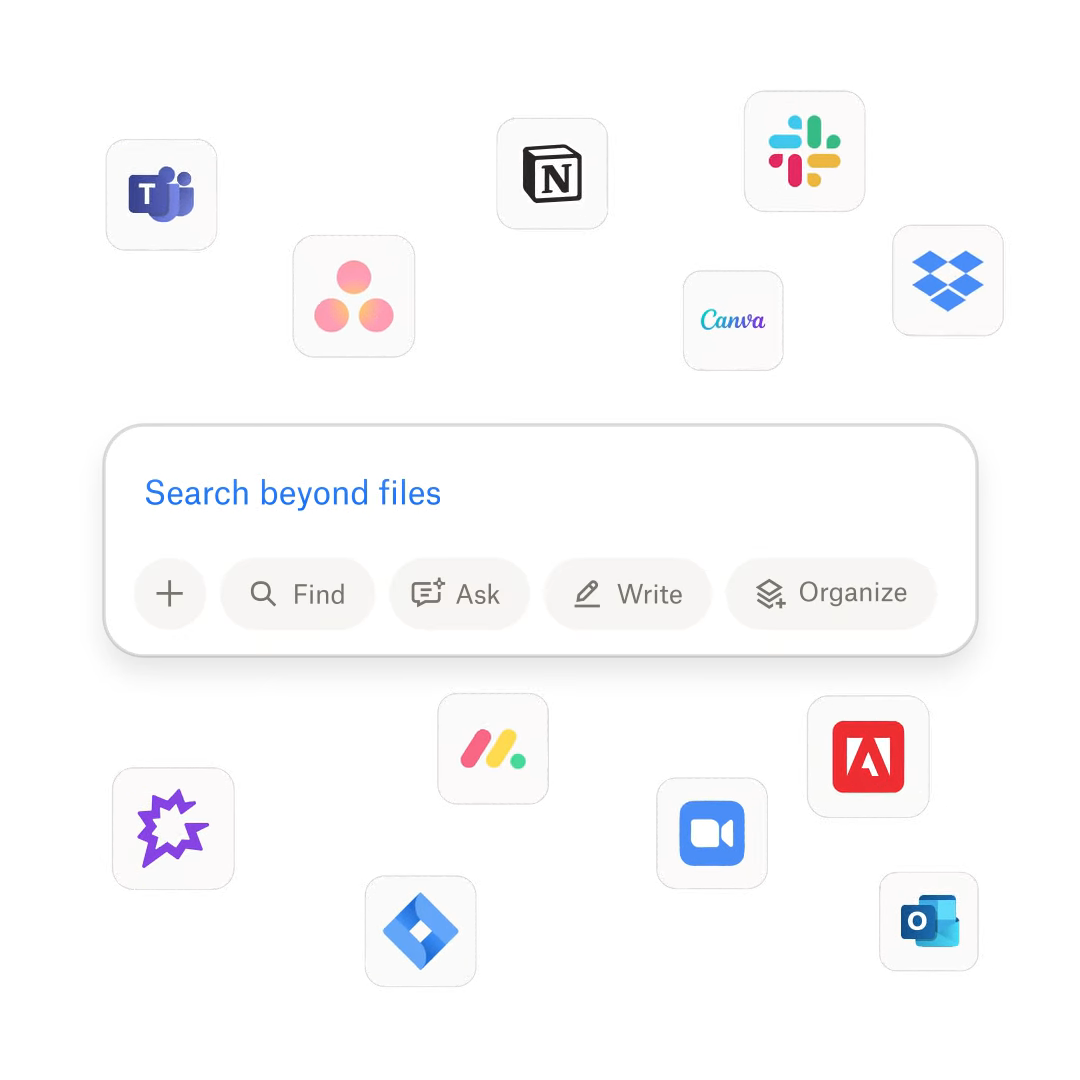 T
N
Canva
Search beyond files
Find
Ask
Write
Organize
O